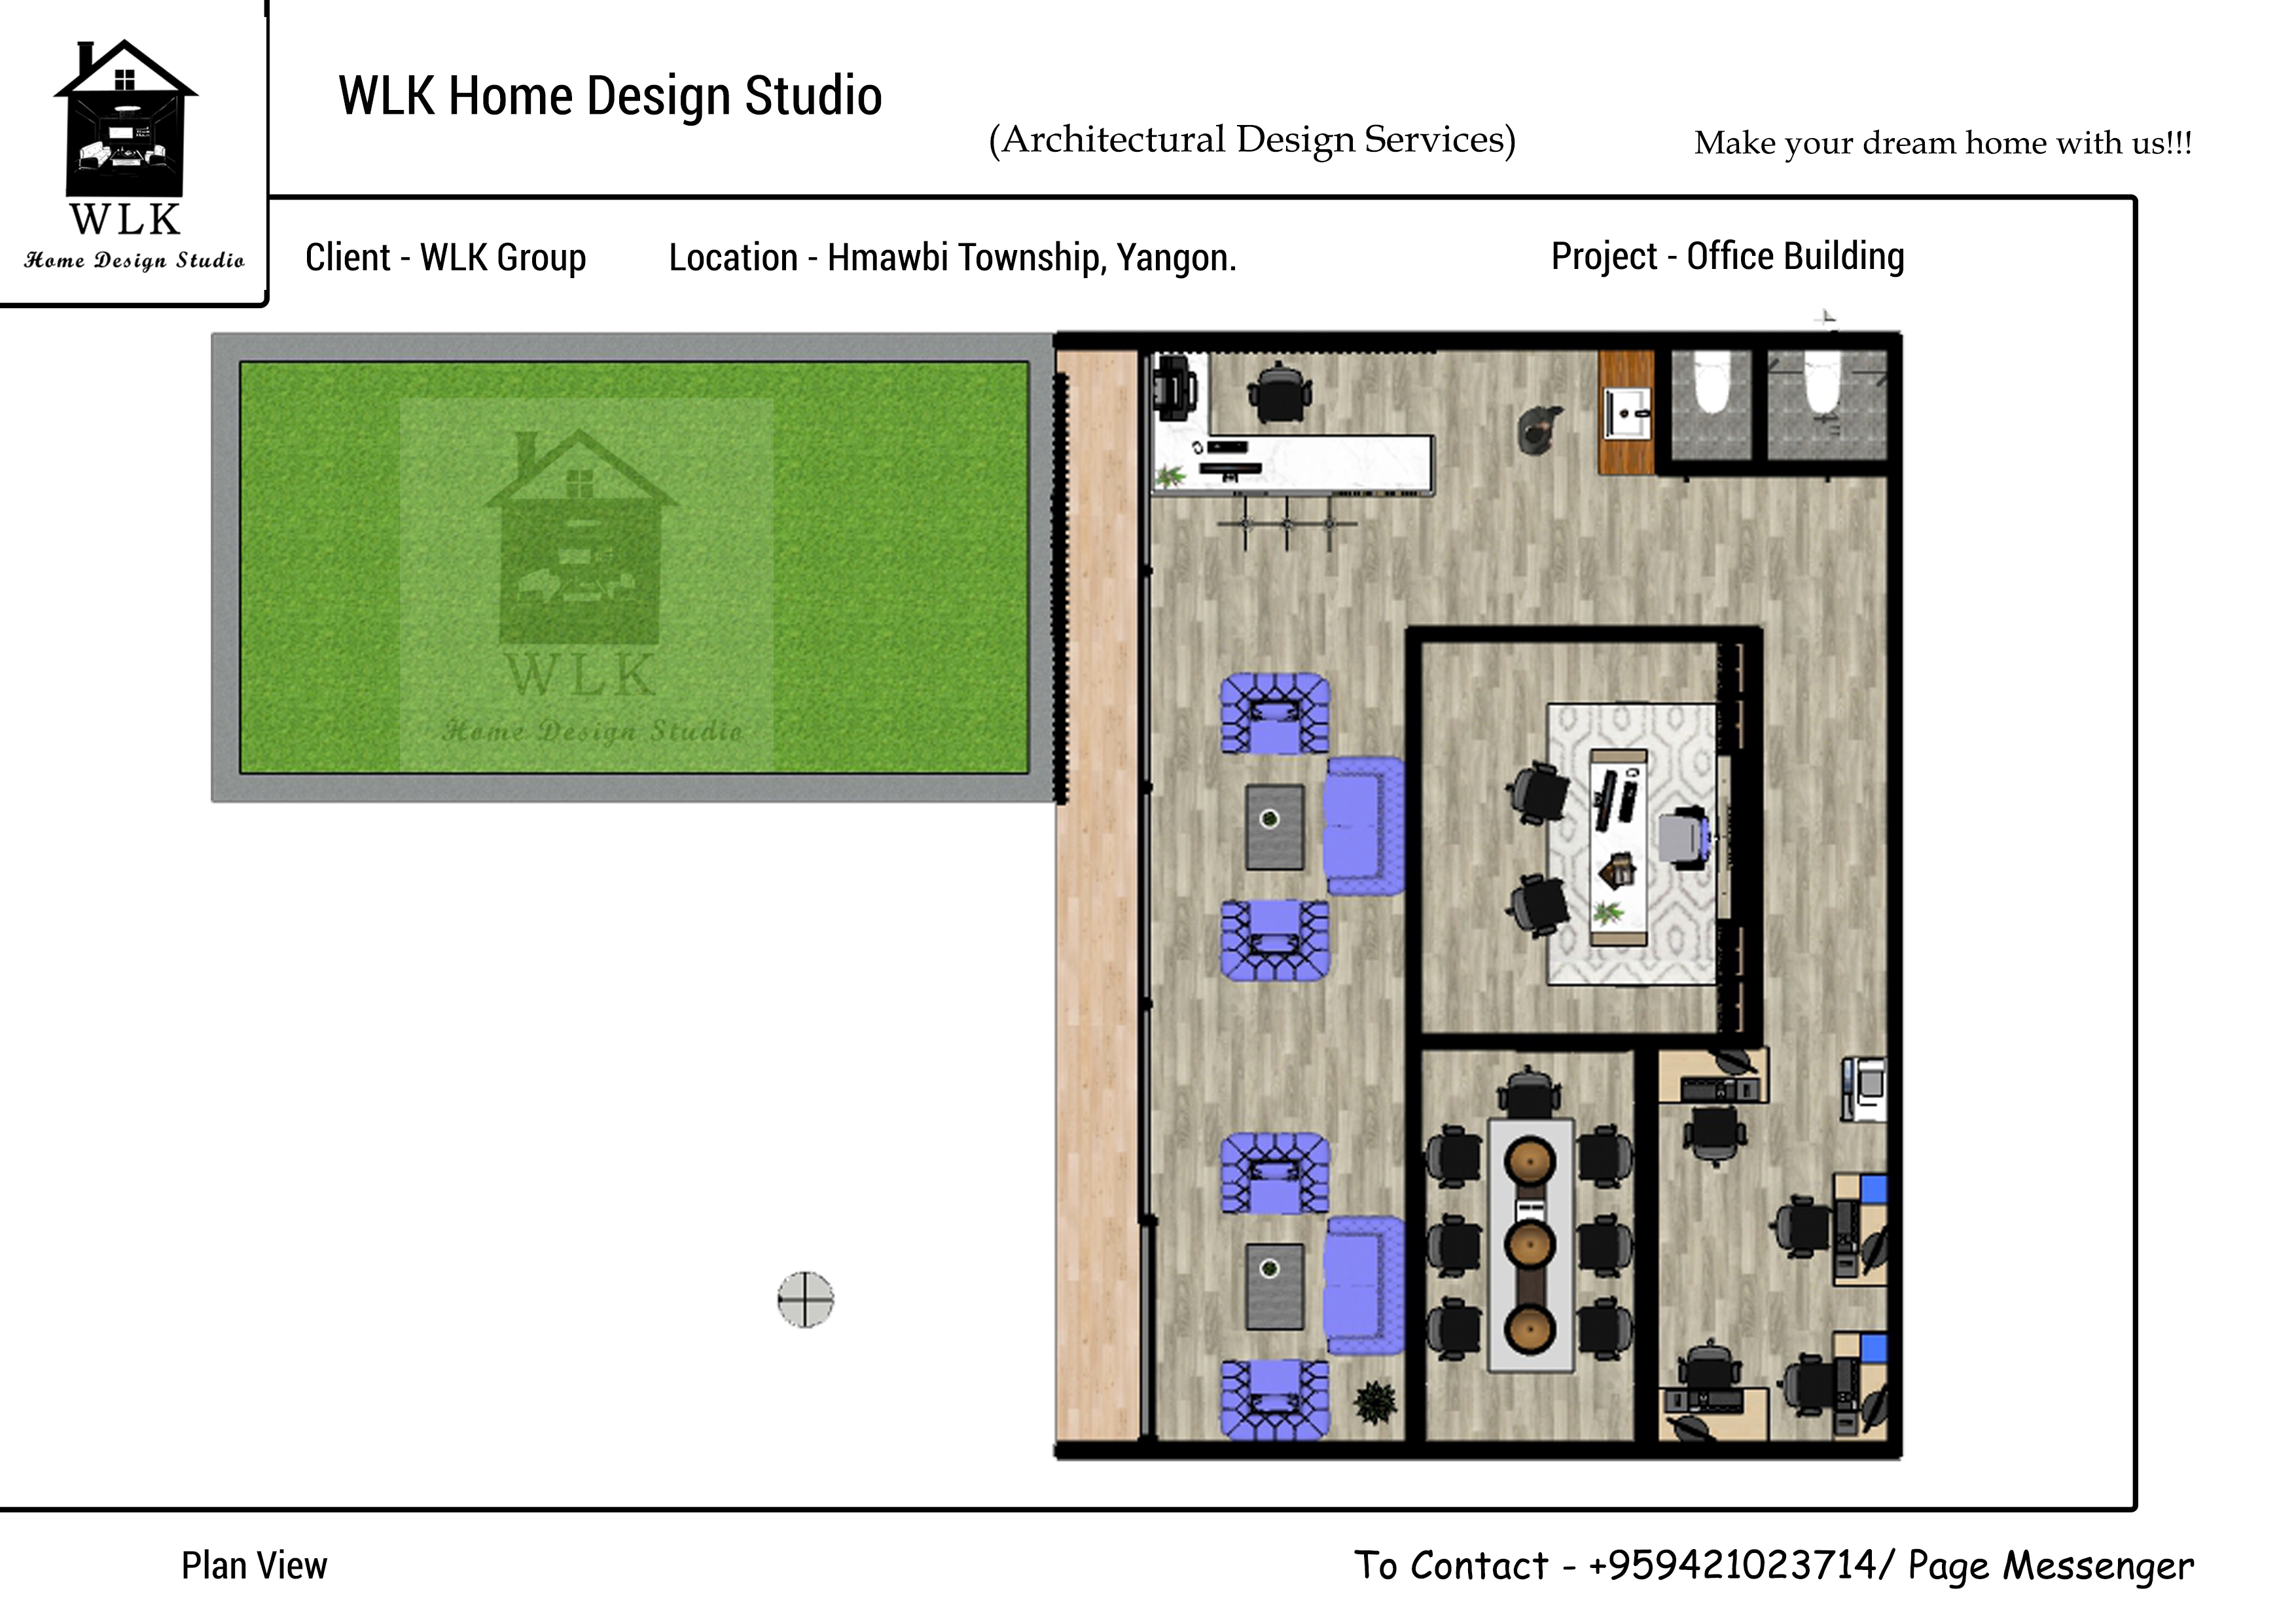 WLK Home Design Studio
(Architectural Design Services)
Make your dream home with us!!!
WLK
Home Design Studio
Client - WLK Group
Location - Hmawbi Township, Yangon.
Project - Office Building
WLK
Home Design Studio
Plan View
To Contact - +959421023714/ Page Messenger